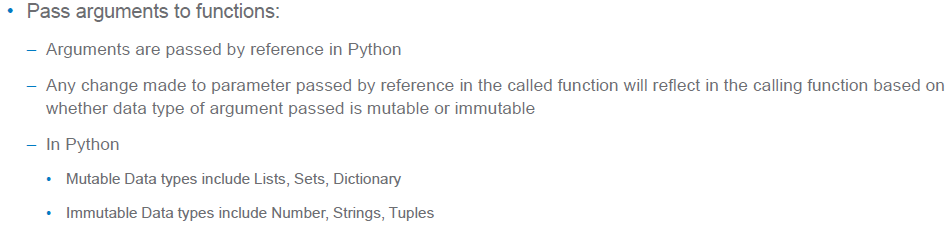 • Pass arguments to functions:
– Arguments are passed by reference in Python
– Any change made to parameter passed by reference in the called function will reflect in the calling function based on
whether data type of argument passed is mutable or immutable
– In Python
• Mutable Data types include Lists, Sets, Dictionary
• Immutable Data types include Number, Strings, Tuples